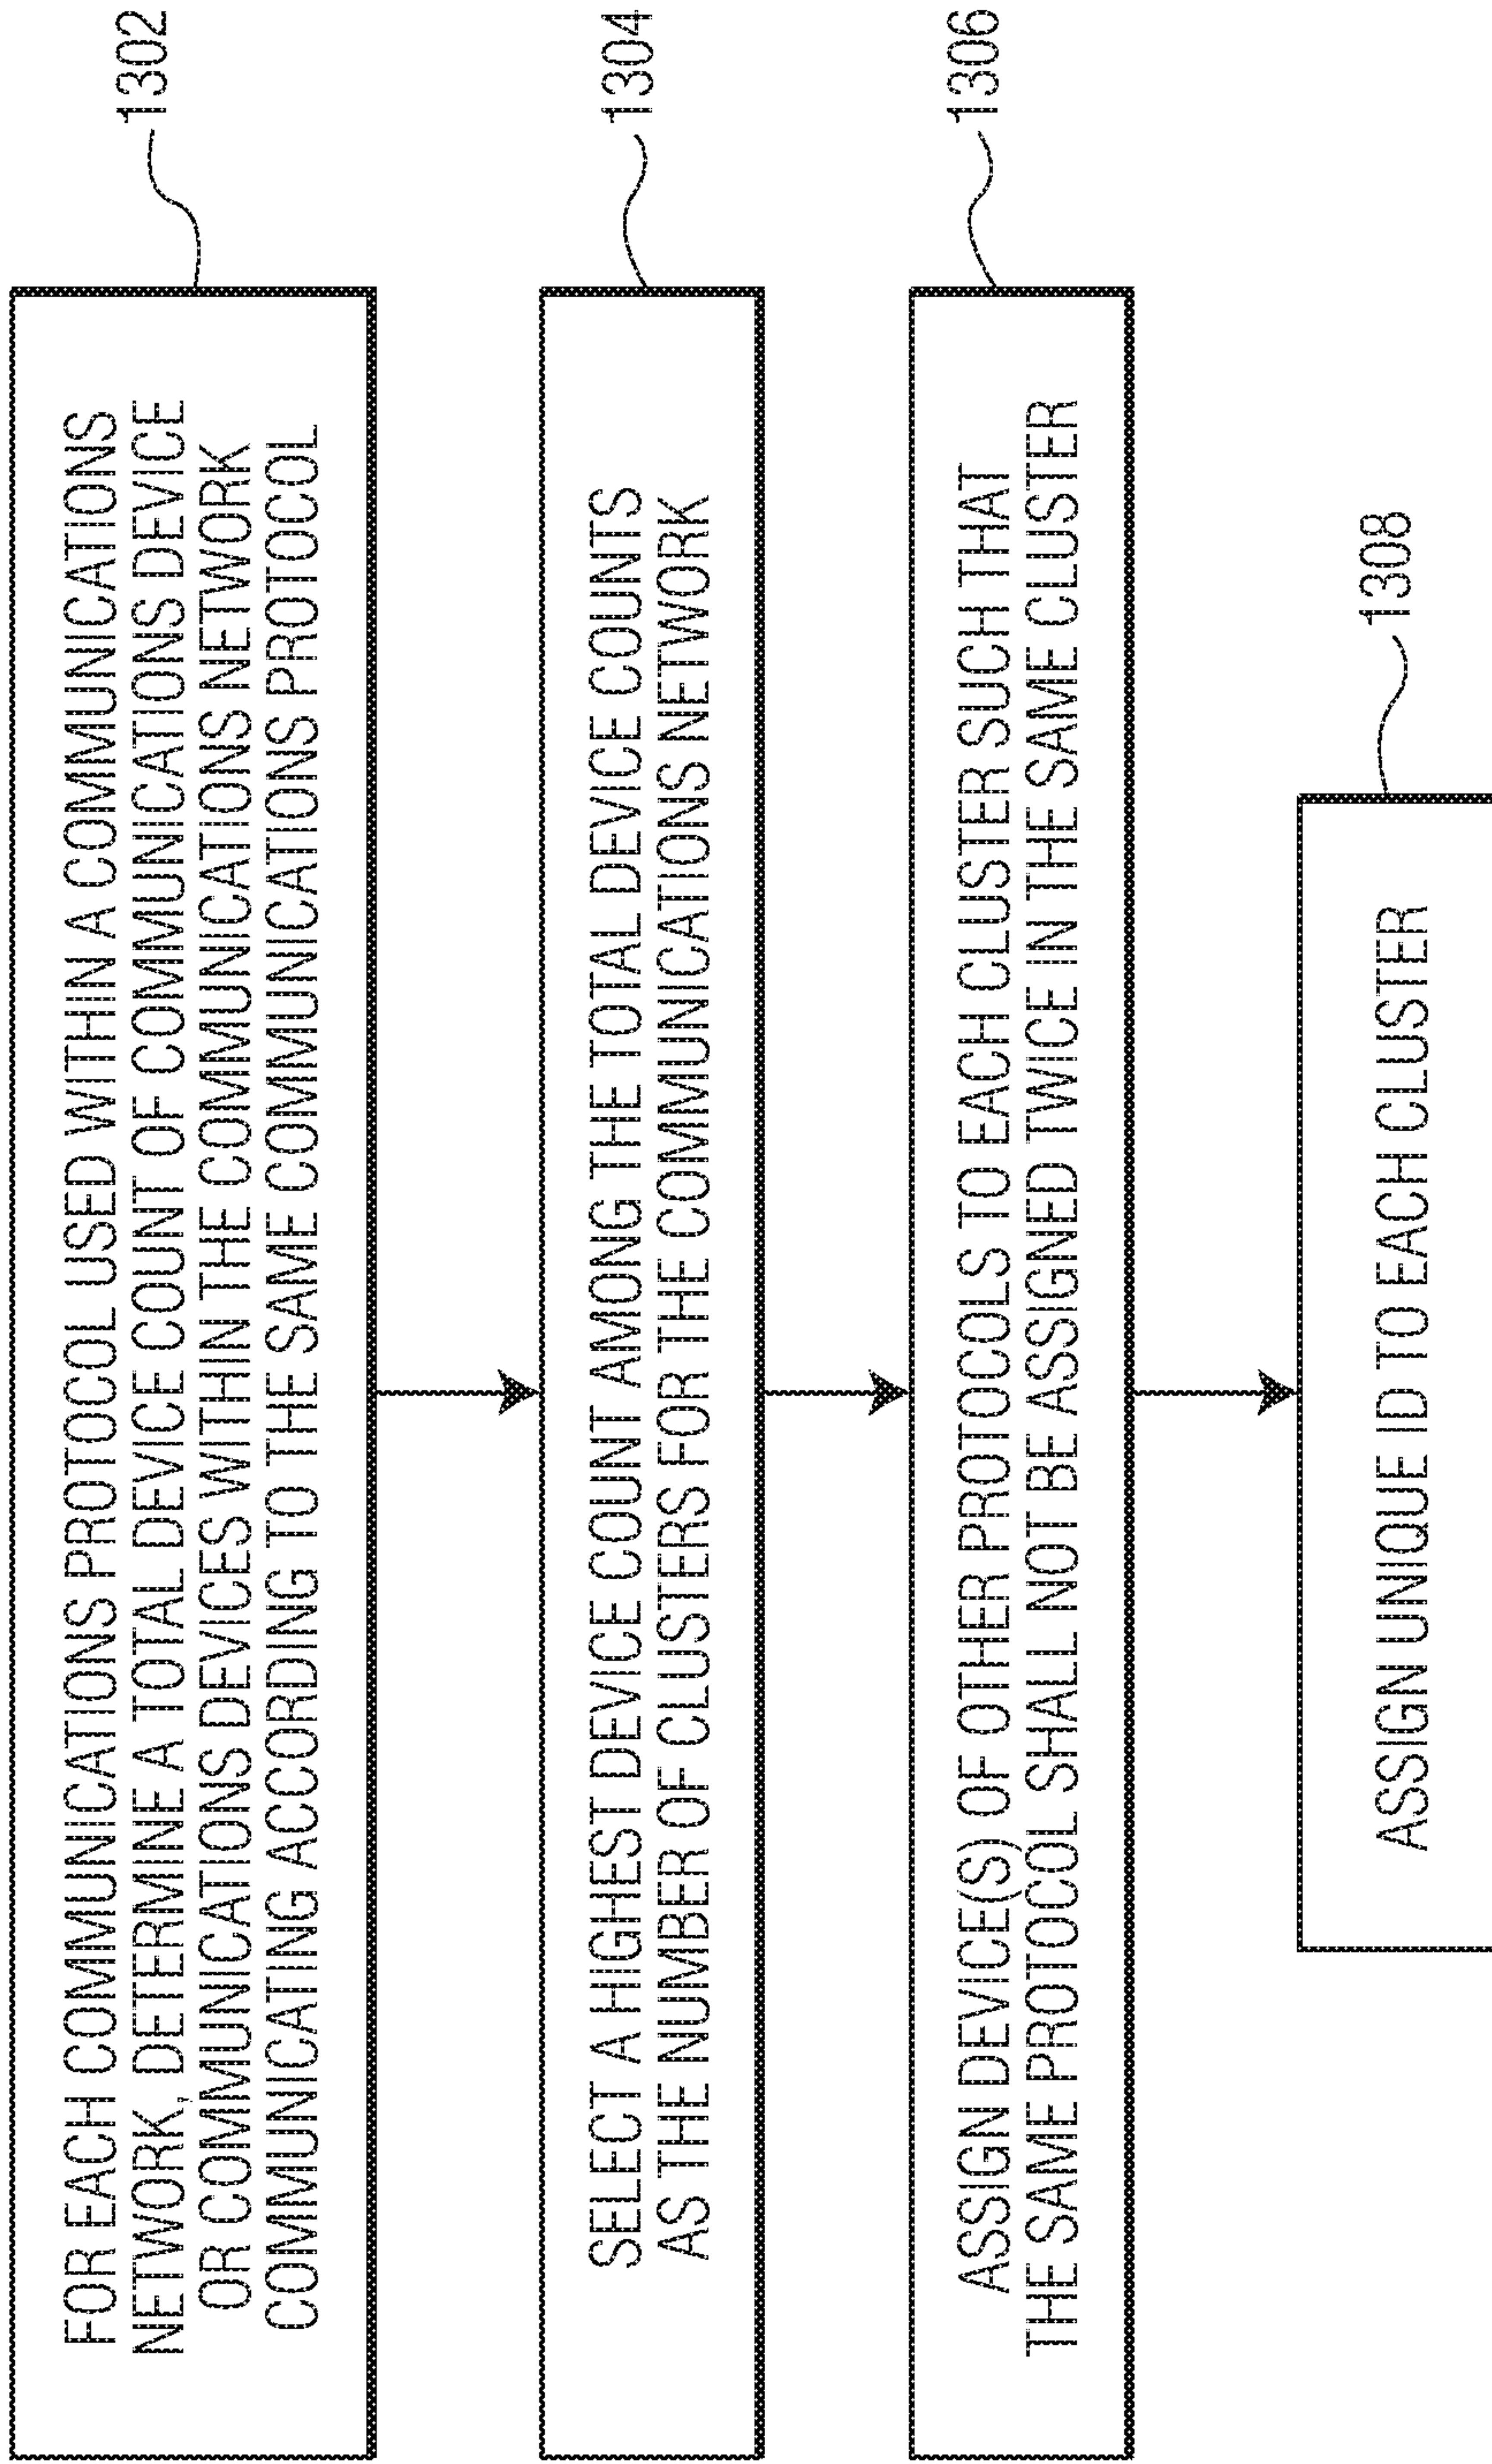 FOR EACH COMMUNICATIONS PROTOCOL USED WITHIN A COMMUNICATIONS
NETWORK, DETERMINE A TOTAL DEVICE COUNT OF COMMUNICATIONS DEVICE
OR COMMUNICATIONS DEVICES WITHIN THE COMMUNICATIONS NETWORK
COMMUNICATING ACCORDING TO THE SAME COMMUNICATIONS PROTOCOL
1302
SELECT A HIGHEST DEVICE COUNT AMONG THE TOTAL DEVICE COUNTS
AS THE NUMBER OF CLUSTERS FOR THE COMMUNICATIONS NETWORK
1304
ASSIGN DEVICE(S) OF OTHER PROTOCOLS TO EACH CLUSTER SUCH THAT
THE SAME PROTOCOL SHALL NOT BE ASSIGNED TWICE IN THE SAME CLUSTER
1306
ASSIGN UNIQUE ID TO EACH CLUSTER
1308